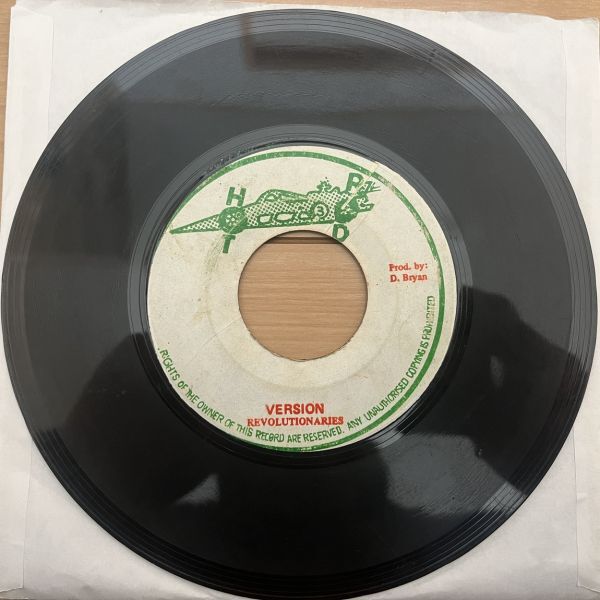 H
T
R
D
3
Prod. by:
D. Bryan
VERSION
REVOLUTIONARIES
RIGHTS OF THE OWNER OF THIS RECORD ARE RESERVED. ANY UNAUTHORISED COPYING IS PROHIBITED